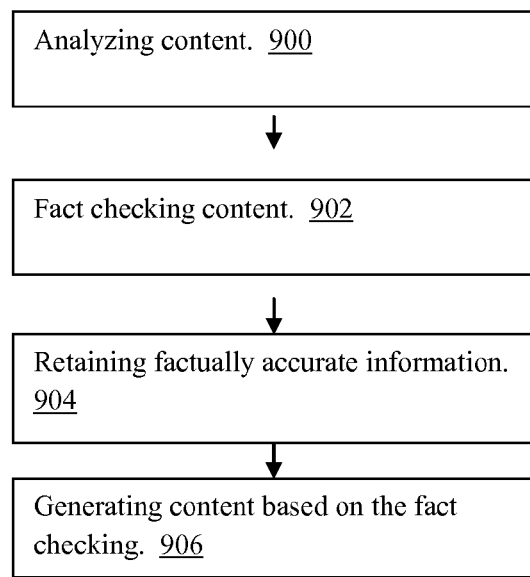 Analyzing content. 900
Fact checking content. 902
Retaining factually accurate information.
904
Generating content based on the fact
checking. 906